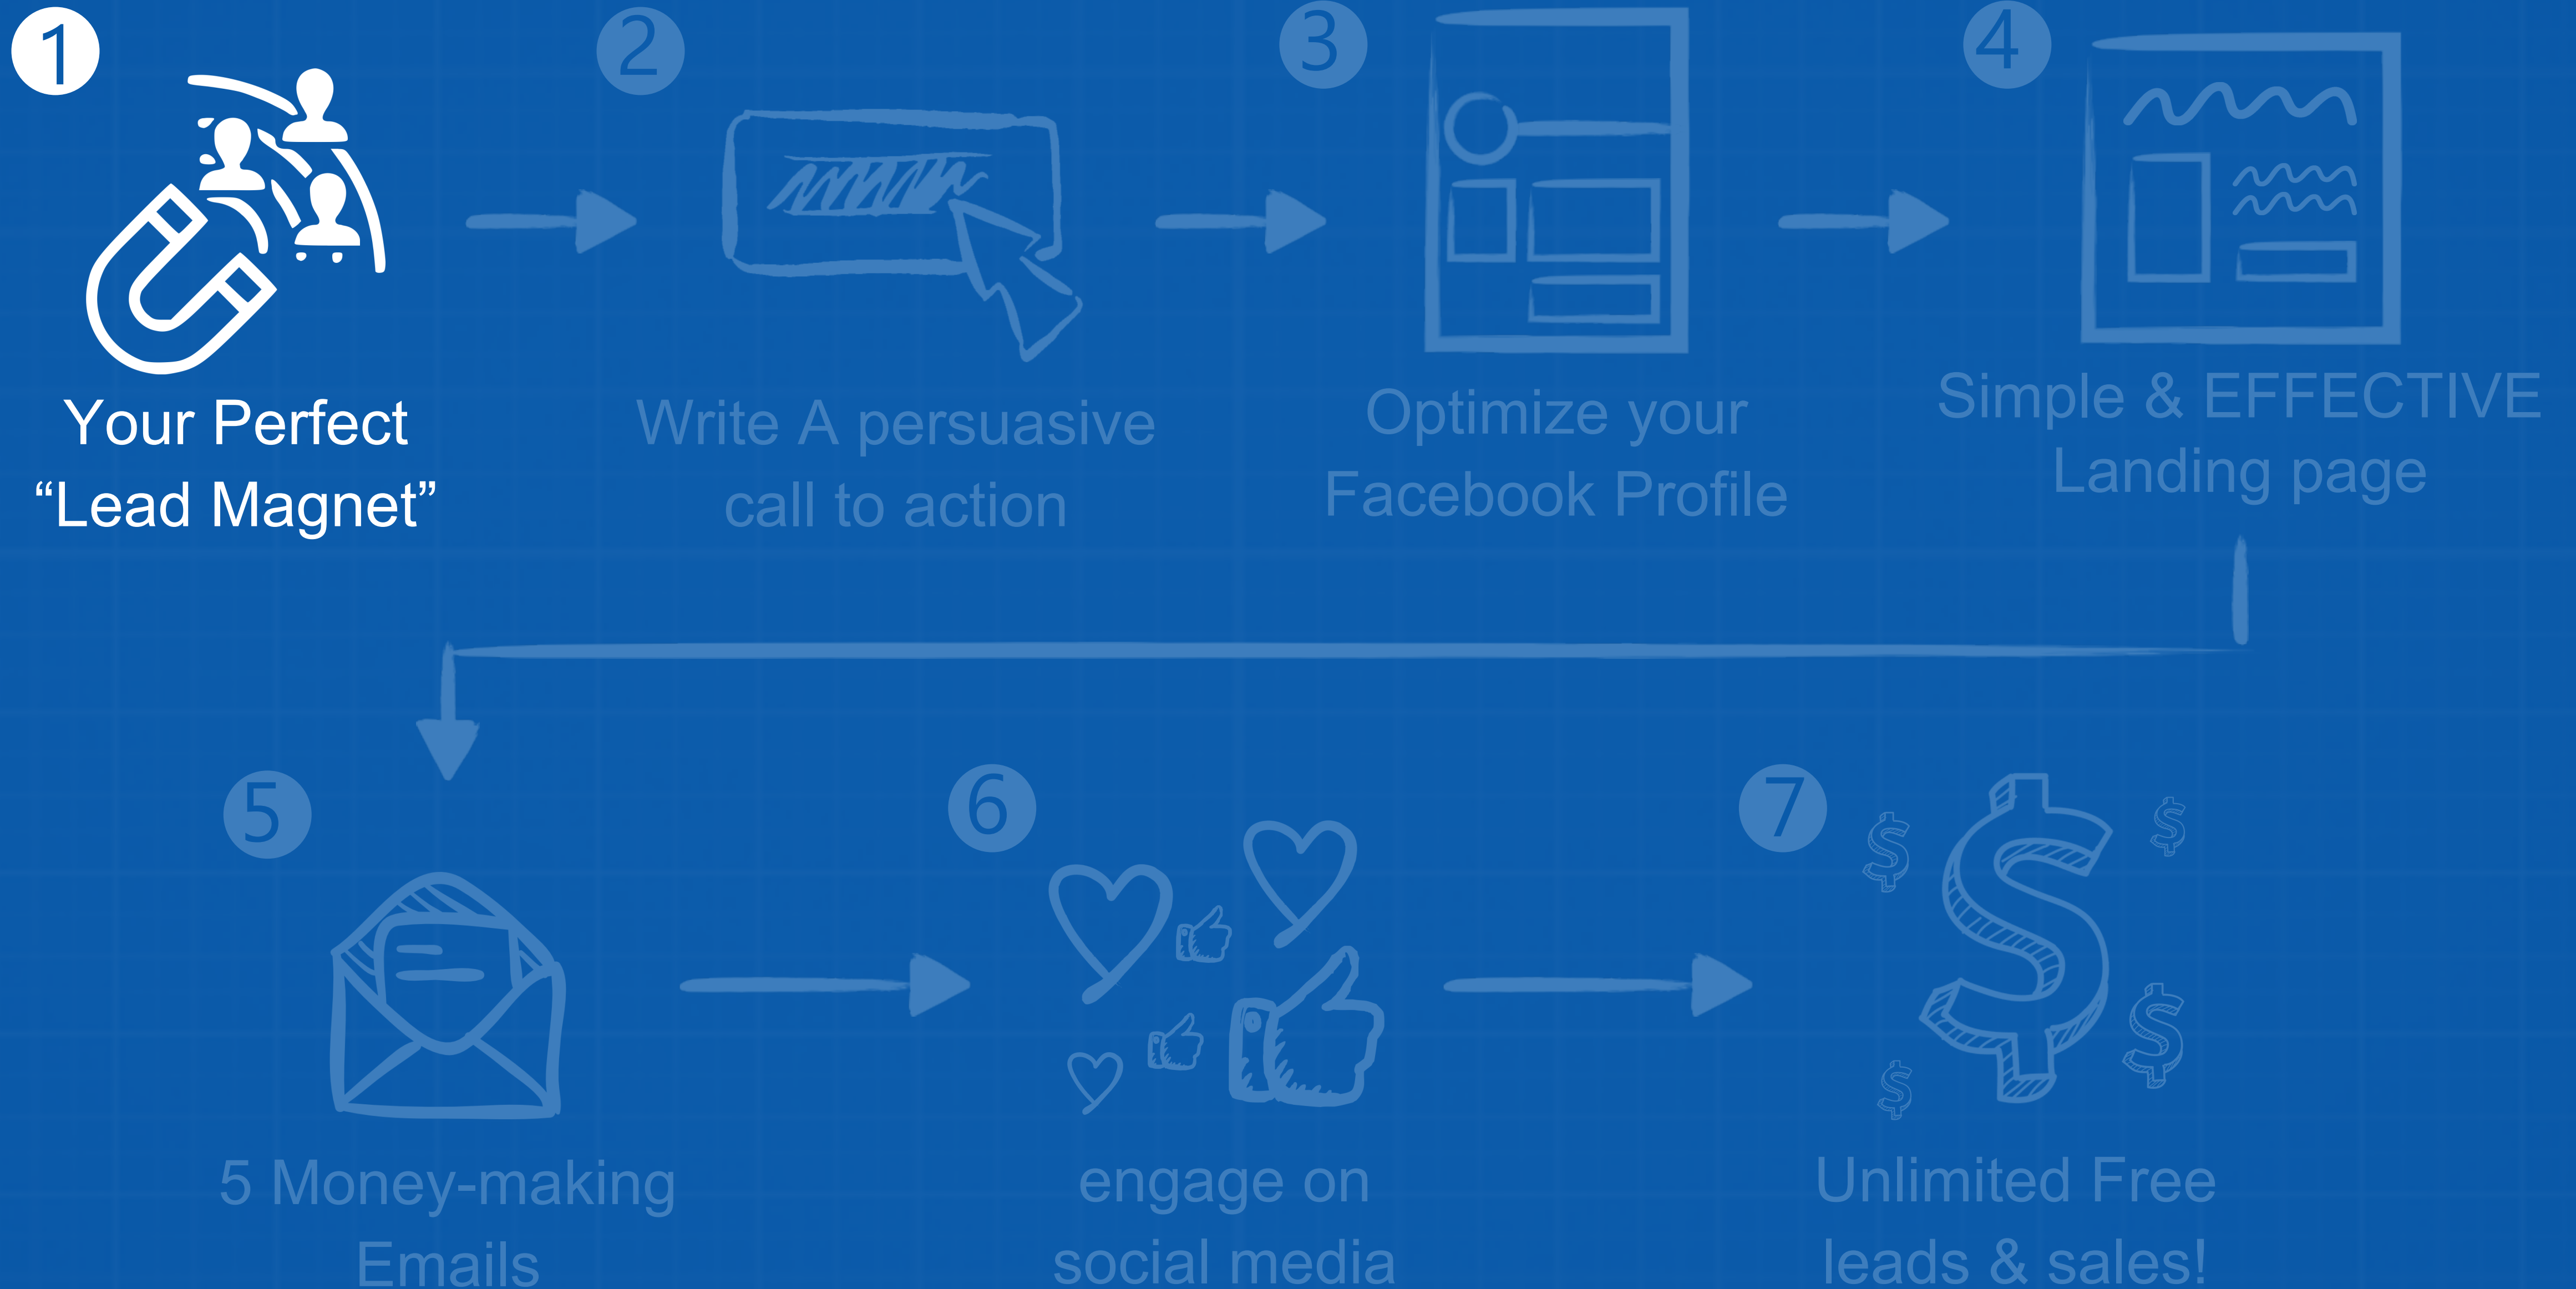 1
Your Perfect
“Lead Magnet”
2
Write A persuasive
call to action
3
Optimize your
Facebook Profile
4
Simple & EFFECTIVE
Landing page
5
5 Money-making
Emails
6
engage on
social media
7
$
$
$
$
$
Unlimited Free
leads & sales!